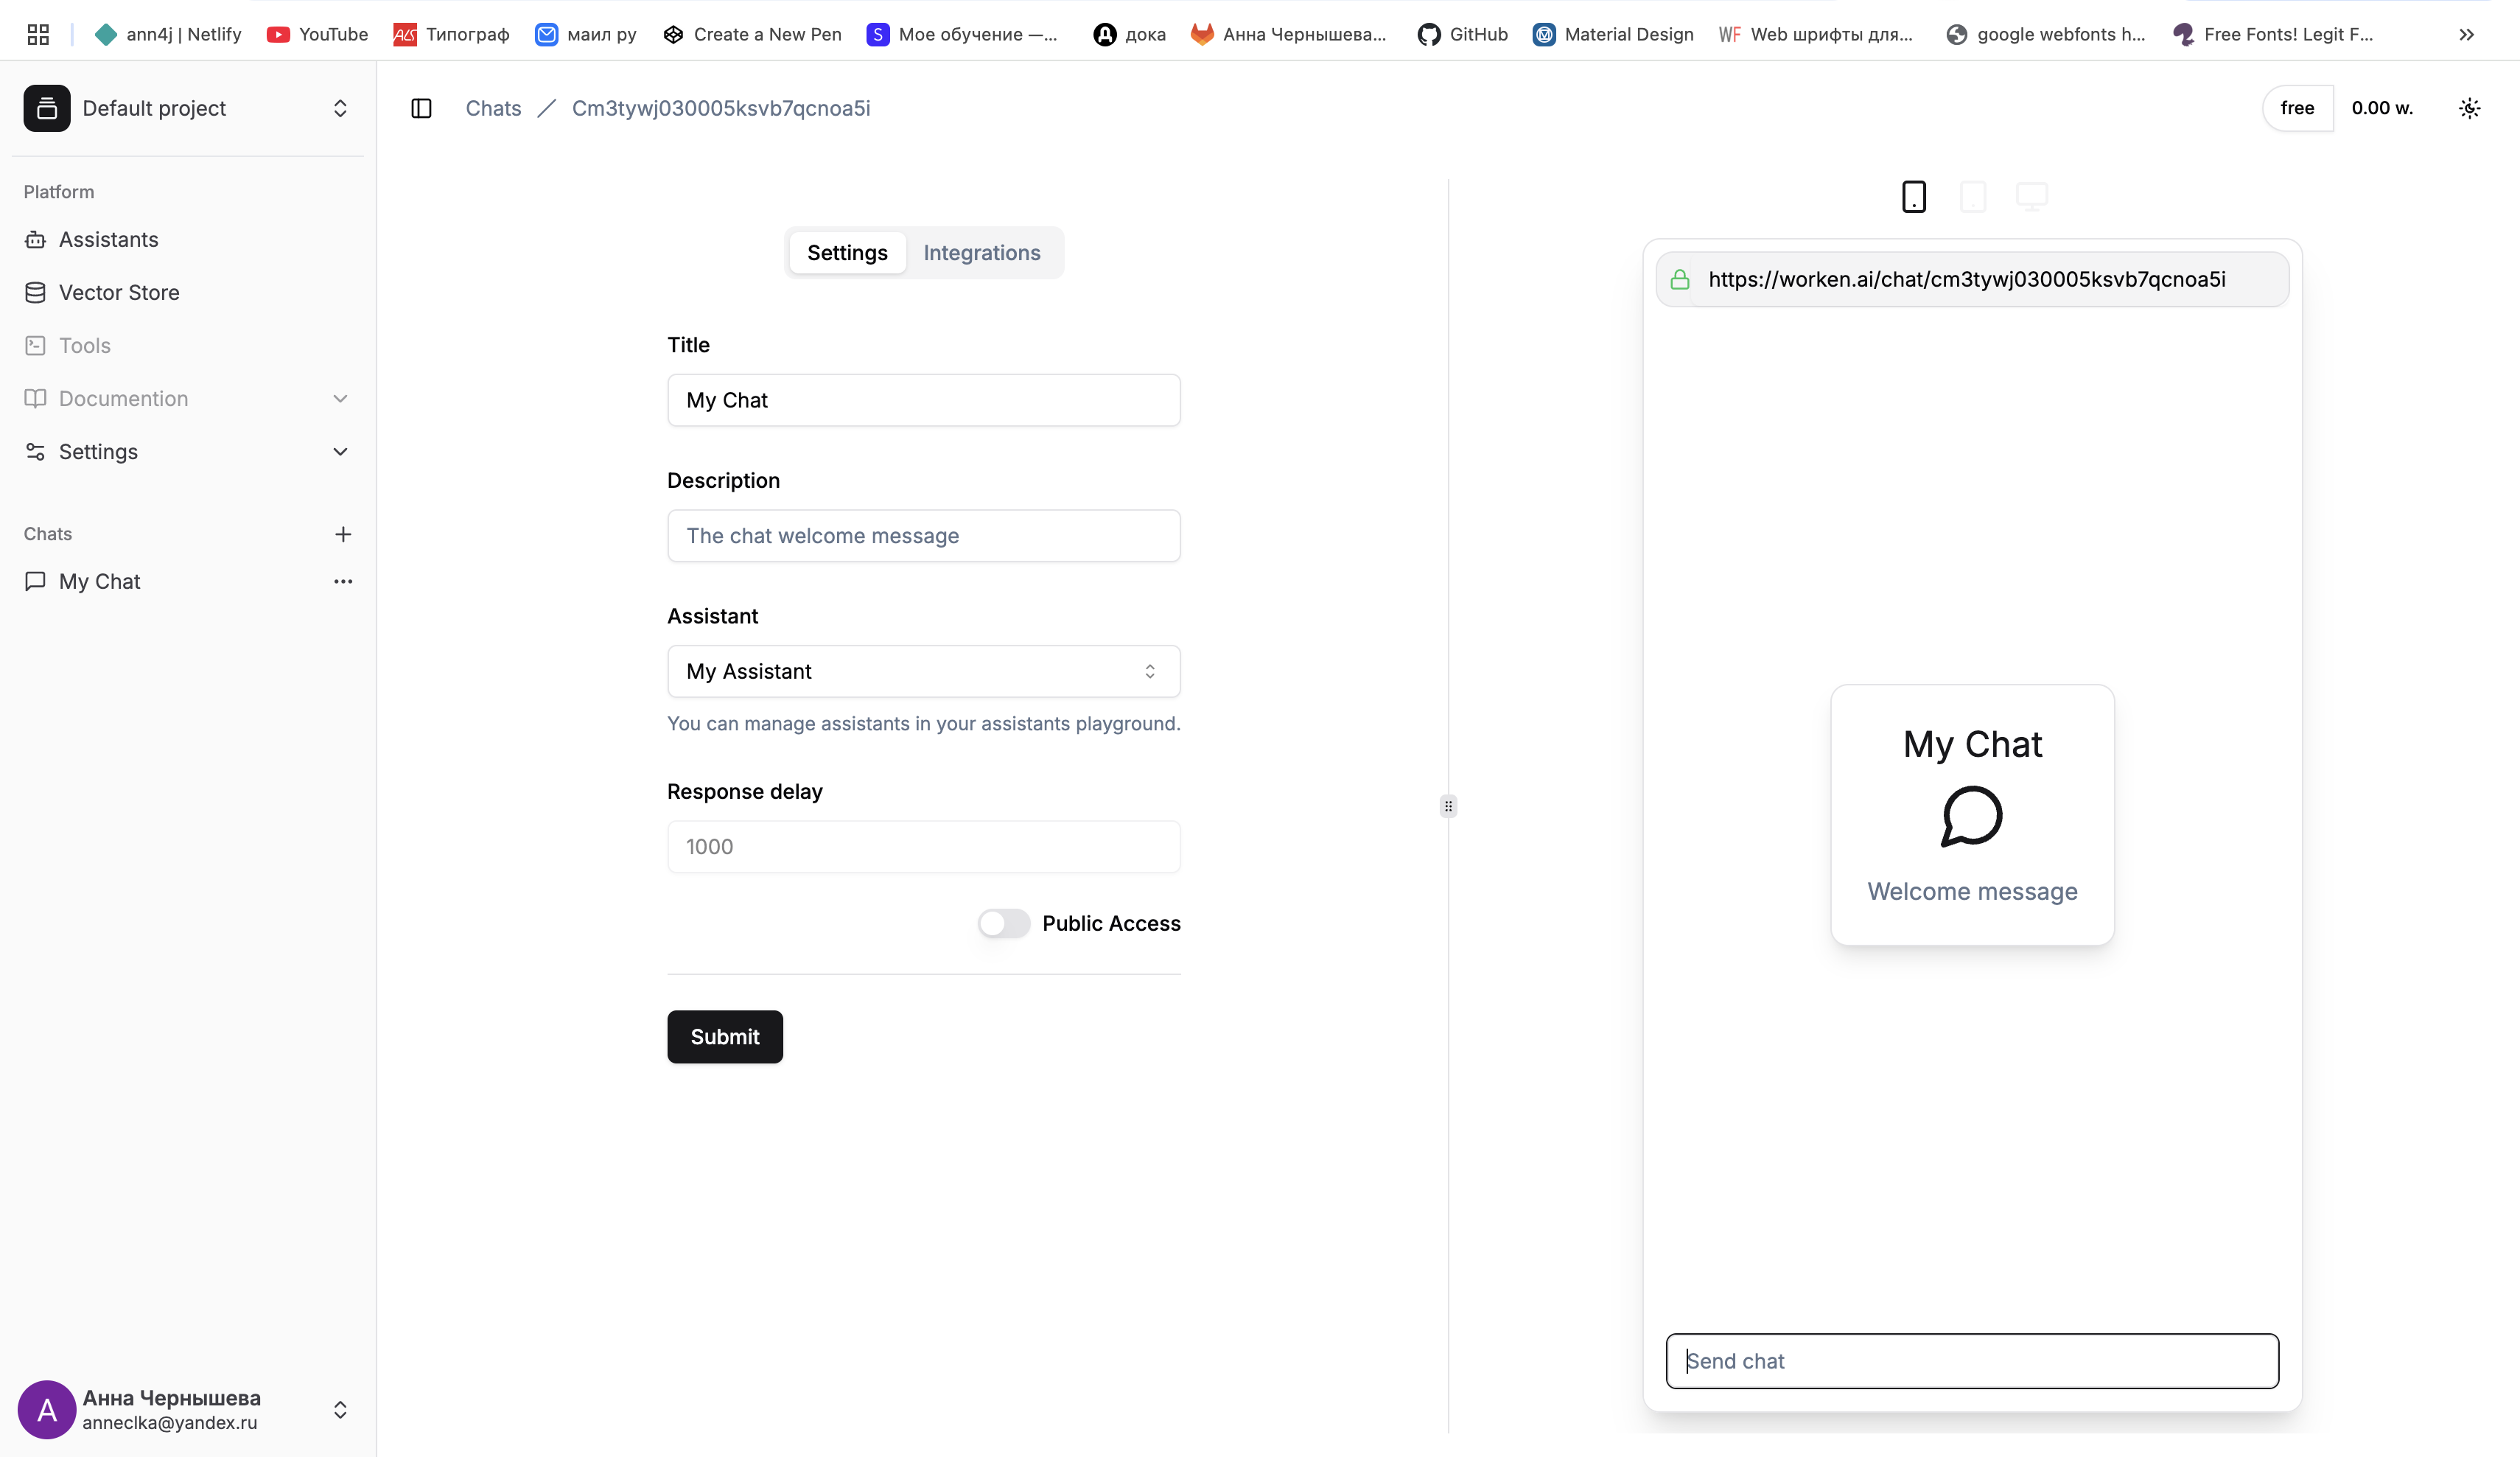 ann4j | Netlify
YouTube
ALS
Типограф
маил ру
Create a New Pen
S
Мое обучение —...
Д
дока
Анна Чернышева...
GitHub
Material Design
WF
Web шрифты для...
google webfonts h...
Free Fonts! Legit F...
Default project
Chats
Cm3tywj030005ksvb7qcnoa5i
free
0.00 w.
Platform
Assistants
Vector Store
Tools
Documention
Settings
Chats
My Chat
Settings
Integrations
Title
My Chat
Description
The chat welcome message
Assistant
My Assistant
You can manage assistants in your assistants playground.
Response delay
1000
Public Access
Submit
https://worken.ai/chat/cm3tywj030005ksvb7qcnoa5i
My Chat
Welcome message
Send chat
A
Анна Чернышева
anneclka@yandex.ru